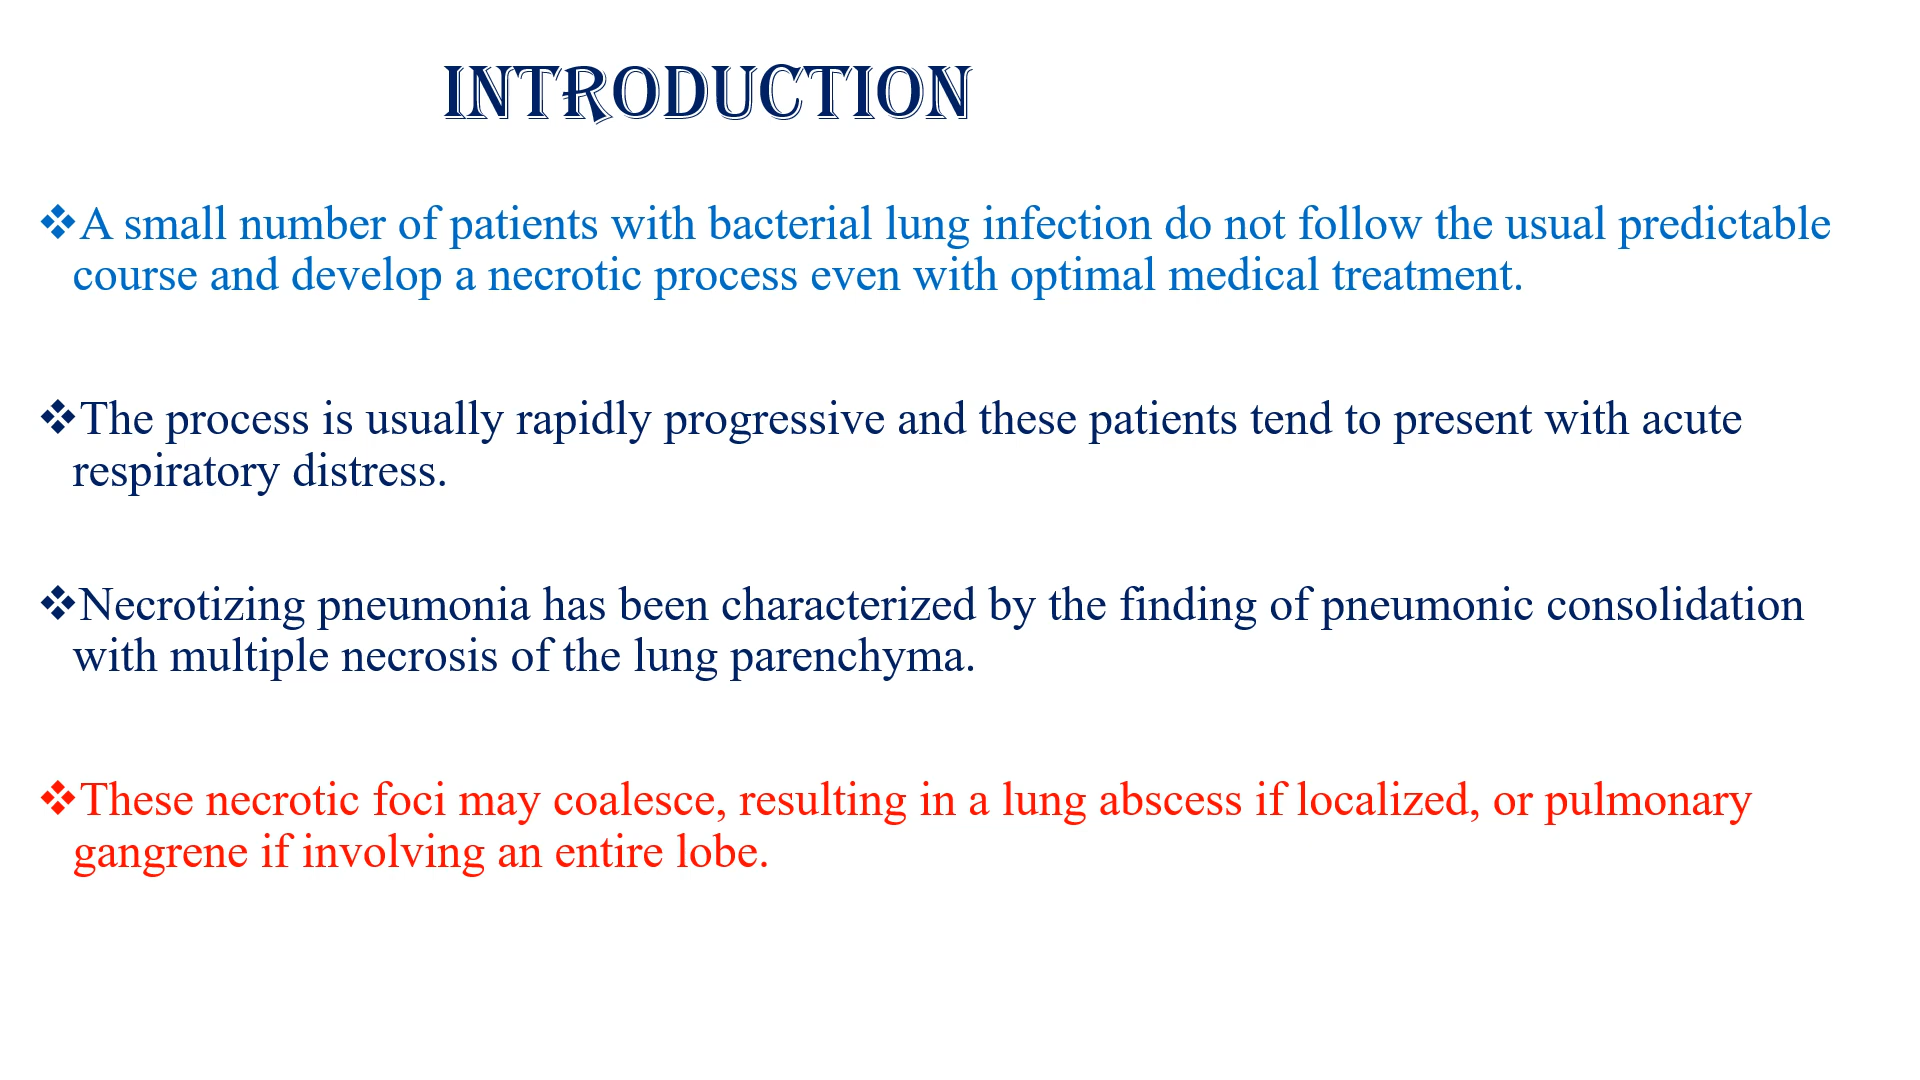 INTRODUCTION
❖A small number of patients with bacterial lung infection do not follow the usual predictable
course and develop a necrotic process even with optimal medical treatment.
❖The process is usually rapidly progressive and these patients tend to present with acute
respiratory distress.
❖Necrotizing pneumonia has been characterized by the finding of pneumonic consolidation
with multiple necrosis of the lung parenchyma.
❖These necrotic foci may coalesce, resulting in a lung abscess if localized, or pulmonary
gangrene if involving an entire lobe.